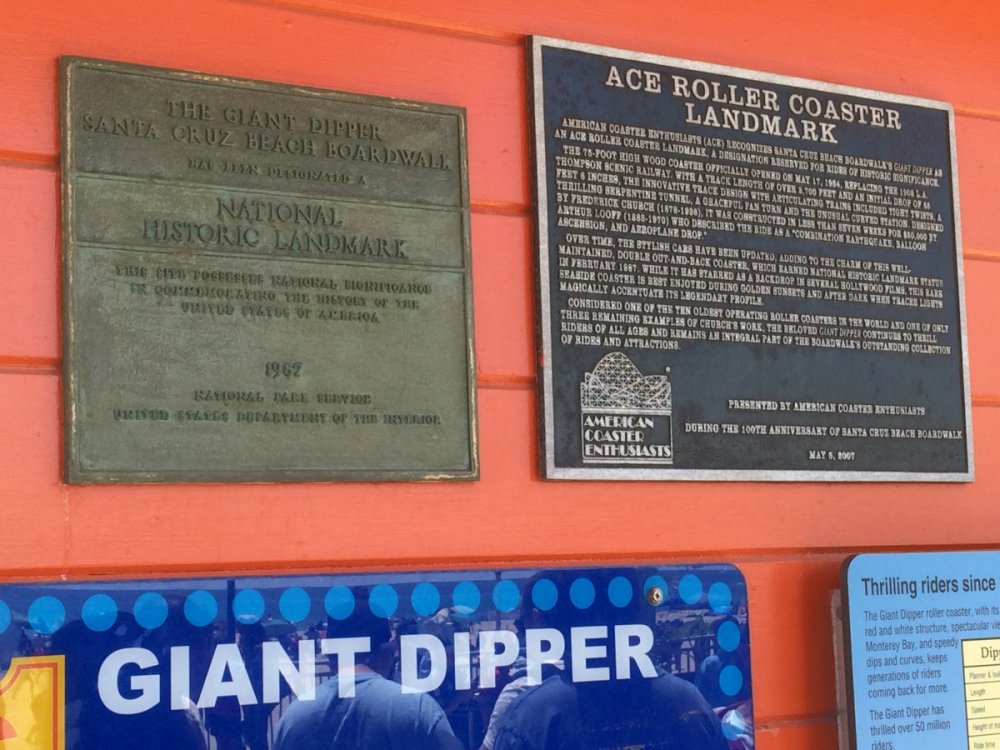 THE GIANT DIPPER
SANTA CRUZ BEACH BOARDWALK
HAS BEEN DESIGNATED A
NATIONAL
HISTORIC LANDMARK
THIS SITE POSSESSES NATIONAL SIGNIFICANCE
IN COMMEMORATING THE HISTORY OF THE
UNITED STATES OF AMERICA
1987
NATIONAL PARK SERVICE
UNITED STATES DEPARTMENT OF THE INTERIOR
ACE ROLLER COASTER
LANDMARK
AMERICAN COASTER ENTHUSIASTS (ACE) RECOGNIZES SANTA CRUZ BEACH BOARDWALK'S GIANT DIPPER AS
AN ACE ROLLER COASTER LANDMARK, A DESIGNATION RESERVED FOR RIDES OF HISTORIC SIGNIFICANCE.
THE 75-FOOT HIGH WOOD COASTER OFFICIALLY OPENED ON MAY 17, 1924, REPLACING THE 1908 L.A.
THOMPSON SCENIC RAILWAY. WITH A TRACK LENGTH OF OVER 2,700 FEET AND AN INITIAL DROP OF 65
FEET 6 INCHES, THE INNOVATIVE TRACK DESIGN WITH ARTICULATING TRAINS INCLUDED TIGHT TWISTS, A
THRILLING SERPENTINE TUNNEL, A GRACEFUL FAN TURN AND THE UNUSUAL CURVED STATION. DESIGNED
BY FREDERICK CHURCH (1878-1936), IT WAS CONSTRUCTED IN LESS THAN SEVEN WEEKS FOR $50,000 BY
ARTHUR LOOFF (1888-1970) WHO DESCRIBED THE RIDE AS A "COMBINATION EARTHQUAKE, BALLOON
ASCENSION, AND AEROPLANE DROP."
OVER TIME, THE STYLISH CARS HAVE BEEN UPDATED, ADDING TO THE CHARM OF THIS WELL-
MAINTAINED, DOUBLE OUT-AND-BACK COASTER, WHICH EARNED NATIONAL HISTORIC LANDMARK STATUS
IN FEBRUARY 1987. WHILE IT HAS STARRED AS A BACKDROP IN SEVERAL HOLLYWOOD FILMS, THIS RARE
SEASIDE COASTER IS BEST ENJOYED DURING GOLDEN SUNSETS AND AFTER DARK WHEN TRACER LIGHTS
MAGICALLY ACCENTUATE ITS LEGENDARY PROFILE.
CONSIDERED ONE OF THE TEN OLDEST OPERATING ROLLER COASTERS IN THE WORLD AND ONE OF ONLY
THREE REMAINING EXAMPLES OF CHURCH'S WORK, THE BELOVED GIANT DIPPER CONTINUES TO THRILL
RIDERS OF ALL AGES AND REMAINS AN INTEGRAL PART OF THE BOARDWALK'S OUTSTANDING COLLECTION
OF RIDES AND ATTRACTIONS.
AMERICAN
COASTER
ENTHUSIASTS
PRESENTED BY AMERICAN COASTER ENTHUSIASTS
DURING THE 100TH ANNIVERSARY OF SANTA CRUZ BEACH BOARDWALK
MAY 5, 2007
1
GIANT DIPPER
Thrilling riders since
The Giant Dipper roller coaster, with its
red and white structure, spectacular
Monterey Bay, and speedy
dips and curves, keeps
generations of riders
coming back for more.
The Giant Dipper has
thrilled over 50 million
riders.
Planner &
Length
Speed
Height of
Ride time